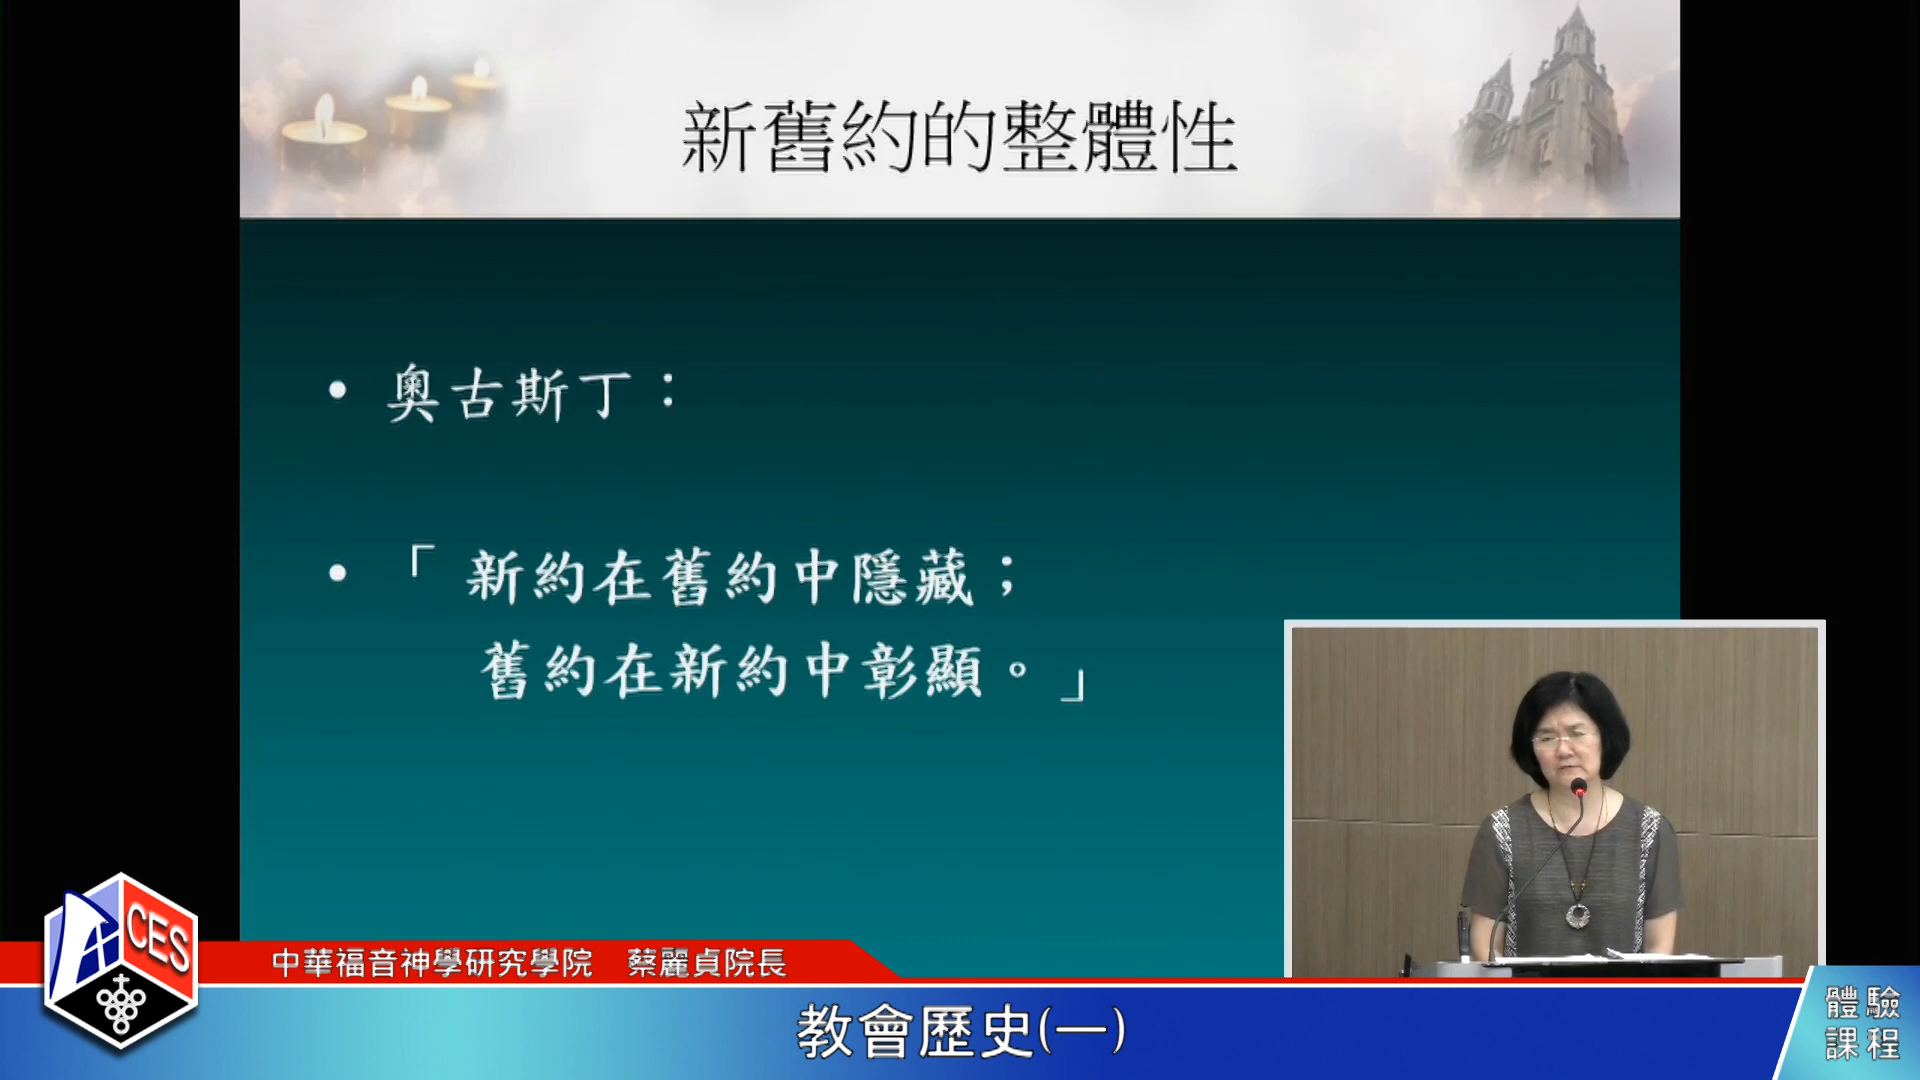 新舊約的整體性
• 奧古斯丁：
• 「 新約在舊約中隱藏；
舊約在新約中彰顯。」
CES
中華福音神學研究學院 蔡麗貞院長
教會歷史(一)
體驗
課程